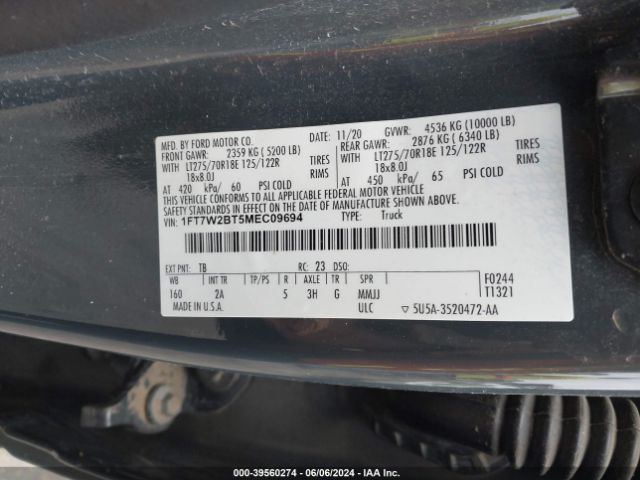 MFD. BY FORD MOTOR CO. DATE: 11/20 GVWR: 4536 KG (10000 LB)
FRONT GAWR: 2359 KG ( 5200 LB) REAR GAWR: 2876 KG ( 6340 LB)
WITH LT275/70R18E 125/122R TIRES WITH LT275/70R18E 125/122R TIRES
18x8.0J RIMS 18x8.0J RIMS
AT 420 kPa/ 60 PSI COLD AT 450 kPa/ 65 PSI COLD
THIS VEHICLE CONFORMS TO ALL APPLICABLE FEDERAL MOTOR VEHICLE
SAFETY STANDARDS IN EFFECT ON THE DATE OF MANUFACTURE SHOWN ABOVE.
VIN: 1FT7W2BT5MEC09694 TYPE: Truck
EXT PNT: TB RC: 23 DSO:
WB INT TR TP/PS R AXLE TR SPR F0244
160 2A 5 3H G MMJJ T1321
MADE IN U.S.A. ULC 5U5A-3520472-AA
000-39560274 - 06/06/2024 - IAA Inc.